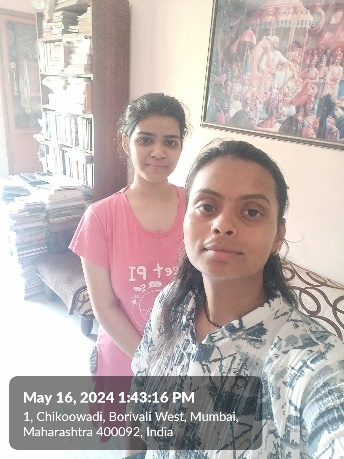 May 16, 2024 1:43:16 PM
1, Chikoowadi, Borivali West, Mumbai,
Maharashtra 400092, India